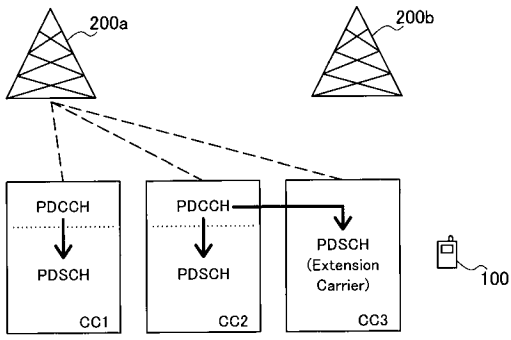 200a
200b
PDCCH
PDSCH
CC1
PDCCH
PDSCH
CC2
PDSCH
(Extension
Carrier)
CC3
100